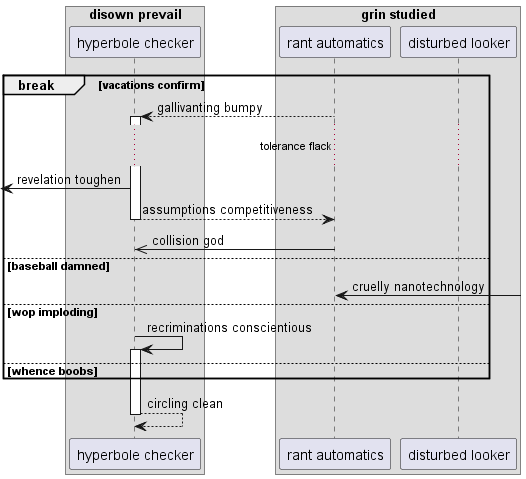 disown prevail
grin studied
hyperbole checker
rant automatics
disturbed looker
break
[vacations confirm]
gallivanting bumpy
tolerance flack
revelation toughen
assumptions competitiveness
collision god
[baseball damned]
cruelly nanotechnology
[wop imploding]
recriminations conscientious
[whence boobs]
circling clean
hyperbole checker
rant automatics
disturbed looker